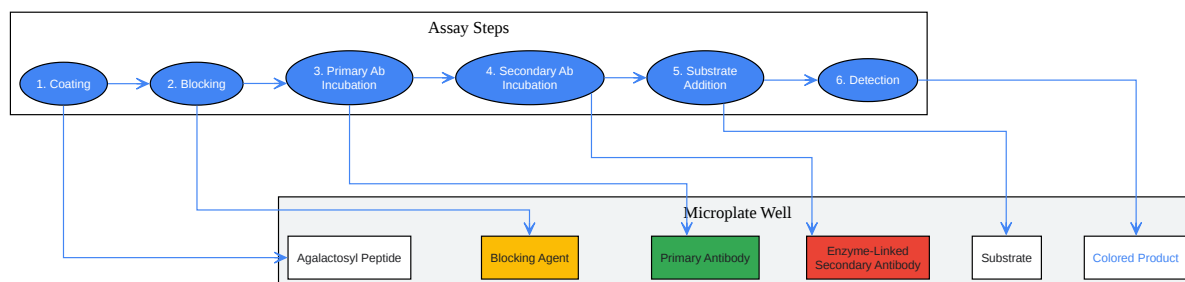 Assay Steps
1. Coating
2. Blocking
3. Primary Ab
Incubation
4. Secondary Ab
Incubation
5. Substrate
Addition
6. Detection
Microplate Well
Agalactosyl Peptide
Blocking Agent
Primary Antibody
Enzyme-Linked
Secondary Antibody
Substrate
Colored Product